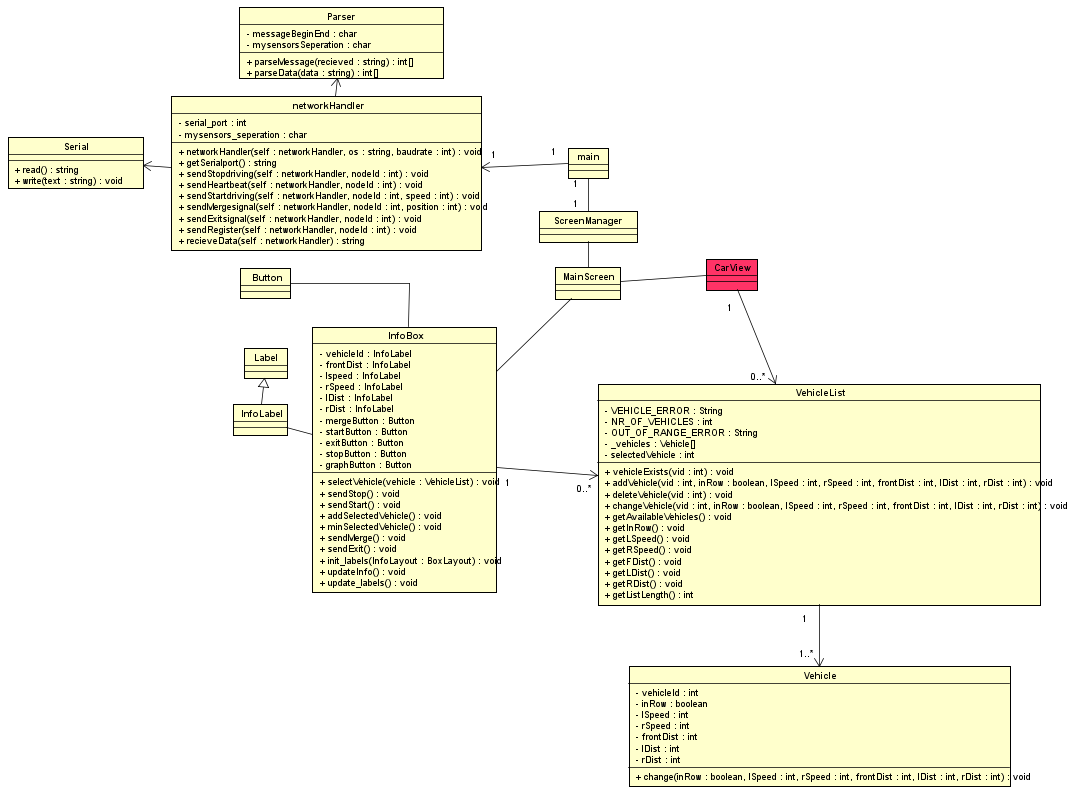 Parser
- messageBeginEnd : char
- mysensorsSeperation : char
+ parseMessage(recieved : string) : int[]
+ parseData(data : string) : int[]
networkHandler
- serial_port : int
- mysensors_seperation : char
+ networkHandler(self : networkHandler, os : string, baudrate : int) : void
+ getSerialport() : string
+ sendStopdriving(self : networkHandler, nodeId : int) : void
+ sendHeartbeat(self : networkHandler, nodeId : int) : void
+ sendStartdriving(self : networkHandler, nodeId : int, speed : int) : void
+ sendMergesignal(self : networkHandler, nodeId : int, position : int) : void
+ sendExitsignal(self : networkHandler, nodeId : int) : void
+ sendRegister(self : networkHandler, nodeId : int) : void
+ recieveData(self : networkHandler) : string
Serial
+ read() : string
+ write(text : string) : void
1
1
main
1
1
ScreenManager
MainScreen
CarView
1
0..*
Button
Label
InfoLabel
InfoBox
- vehicleId : InfoLabel
- frontDist : InfoLabel
- lspeed : InfoLabel
- rSpeed : InfoLabel
- lDist : InfoLabel
- rDist : InfoLabel
- mergeButton : Button
- startButton : Button
- exitButton : Button
- stopButton : Button
- graphButton : Button
+ selectVehicle(vehicle : VehicleList) : void
+ sendStop() : void
+ sendStart() : void
+ addSelectedVehicle() : void
+ minSelectedVehicle() : void
+ sendMerge() : void
+ sendExit() : void
+ init_labels(InfoLayout : BoxLayout) : void
+ updateInfo() : void
+ update_labels() : void
1
0..*
VehicleList
- VEHICLE_ERROR : String
- NR_OF_VEHICLES : int
- OUT_OF_RANGE_ERROR : String
- _vehicles : Vehicle[]
- selectedVehicle : int
+ vehicleExists(vid : int) : void
+ addVehicle(vid : int, inRow : boolean, lSpeed : int, rSpeed : int, frontDist : int, lDist : int, rDist : int) : void
+ deleteVehicle(vid : int) : void
+ changeVehicle(vid : int, inRow : boolean, lSpeed : int, rSpeed : int, frontDist : int, lDist : int, rDist : int) : void
+ getAvailableVehicles() : void
+ getInRow() : void
+ getLSpeed() : void
+ getRSpeed() : void
+ getFDist() : void
+ getLDist() : void
+ getRDist() : void
+ getListLength() : int
1
1..*
Vehicle
- vehicleId : int
- inRow : boolean
- lSpeed : int
- rSpeed : int
- frontDist : int
- lDist : int
- rDist : int
+ change(inRow : boolean, lSpeed : int, rSpeed : int, frontDist : int, lDist : int, rDist : int) : void